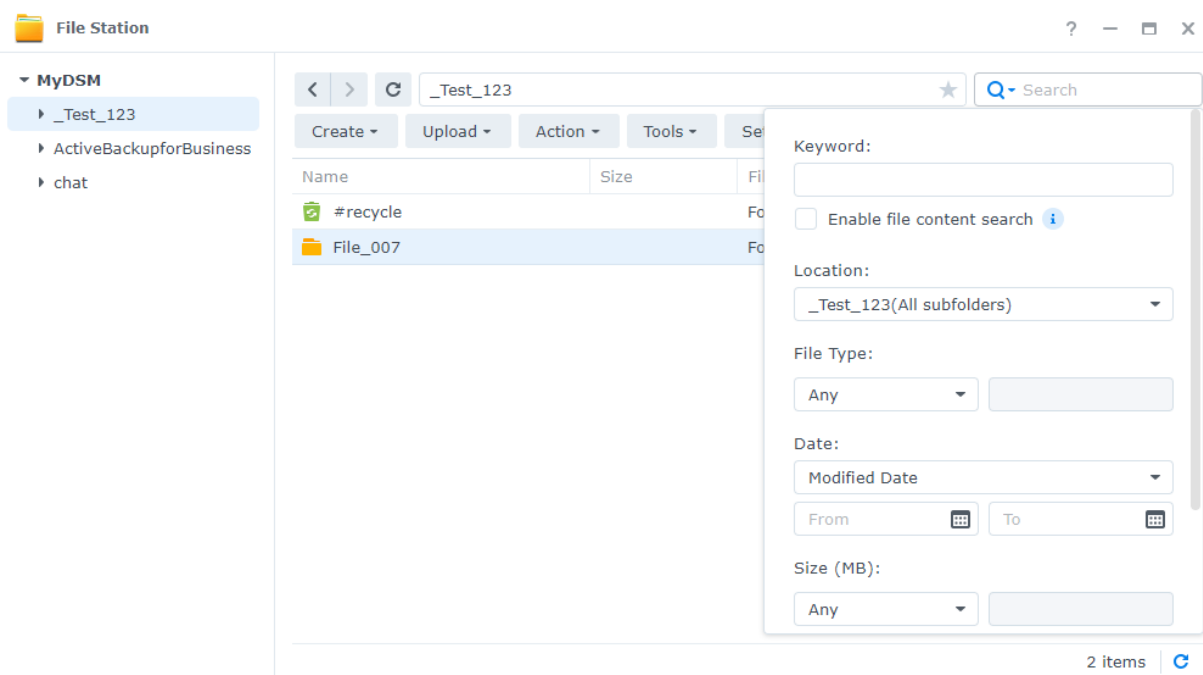 File Station
?
MyDSM
_Test_123
ActiveBackupforBusiness
chat
_Test_123
Search
Create Upload Action Tools
Name Size
#recycle
File_007
Keyword:
Enable file content search i
Location:
_Test_123(All subfolders)
File Type:
Any
Date:
Modified Date
From To
Size (MB):
Any
2 items